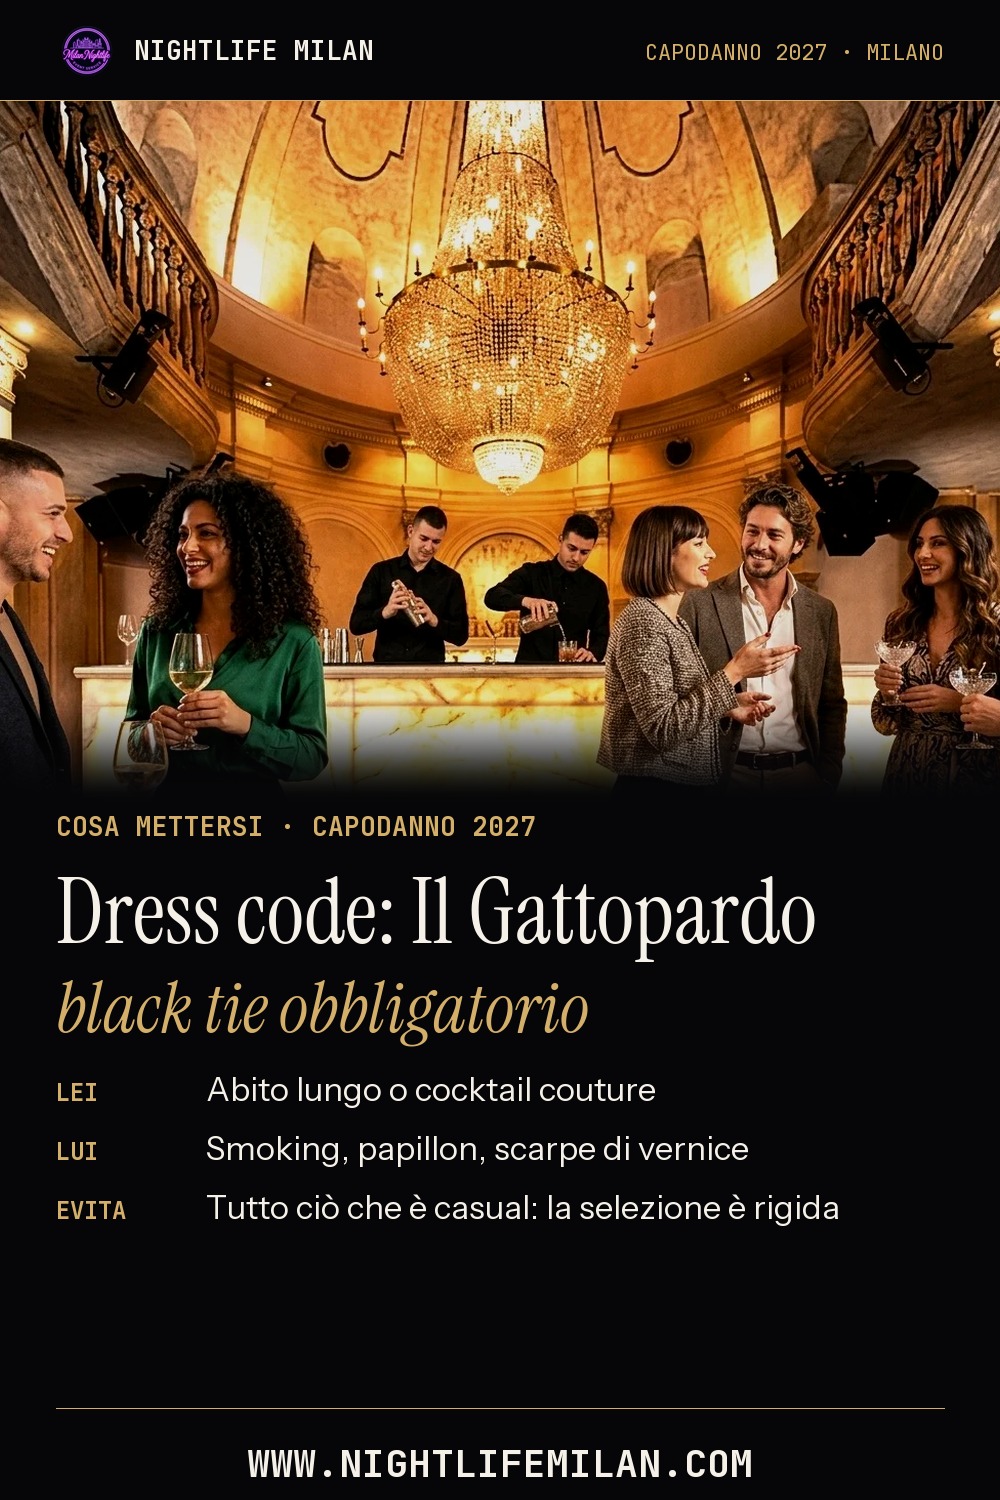 Milan Nightlife
NIGHTLIFE MILAN
CAPODANNO 2027 · MILANO
COSA METTERSI · CAPODANNO 2027
Dress code: Il Gattopardo
black tie obbligatorio
LEI Abito lungo o cocktail couture
LUI Smoking, papillon, scarpe di vernice
EVITA Tutto ciò che è casual: la selezione è rigida
WWW.NIGHTLIFEMILAN.COM